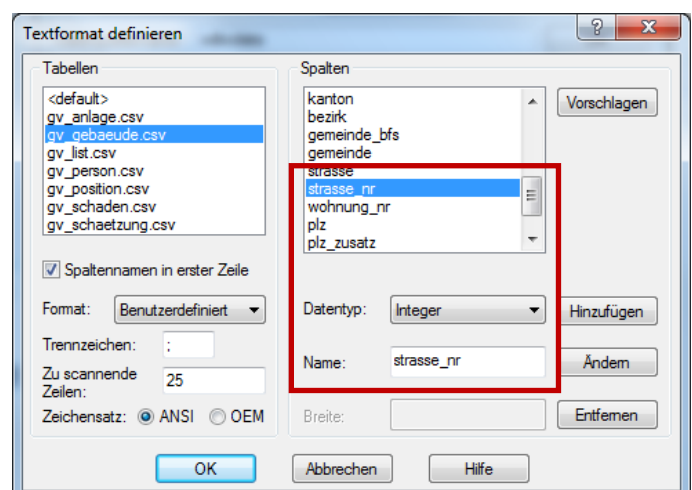 Textformat definieren
Tabellen
<default>
gv_anlage.csv
gv_gebaeude.csv
gv_list.csv
gv_person.csv
gv_position.csv
gv_schaden.csv
gv_schaetzung.csv
Spaltennamen in erster Zeile
Format: Benutzerdefiniert
Trennzeichen: ;
Zu scannende Zeilen: 25
Zeichensatz: ANSI OEM
Spalten
kanton
bezirk
gemeinde_bfs
gemeinde
strasse
strasse_nr
wohnung_nr
plz
plz_zusatz
Datentyp: Integer
Name: strasse_nr
Breite:
Vorschlagen
Hinzufügen
Ändern
Entfernen
OK
Abbrechen
Hilfe